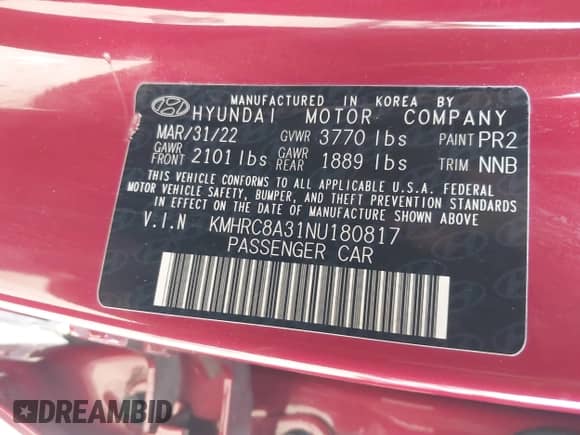 MANUFACTURED IN KOREA BY
HYUNDAI MOTOR COMPANY
MAR/31/22 GVWR 3770 lbs PAINT PR2
GAWR FRONT 2101 lbs GAWR REAR 1889 lbs TRIM NNB
THIS VEHICLE CONFORMS TO ALL APPLICABLE U.S.A. FEDERAL
MOTOR VEHICLE SAFETY, BUMPER, AND THEFT PREVENTION STANDARDS
IN EFFECT ON THE DATE OF MANUFACTURE SHOWN ABOVE
V.I.N KMHRC8A31NU180817
PASSENGER CAR
DREAMBID